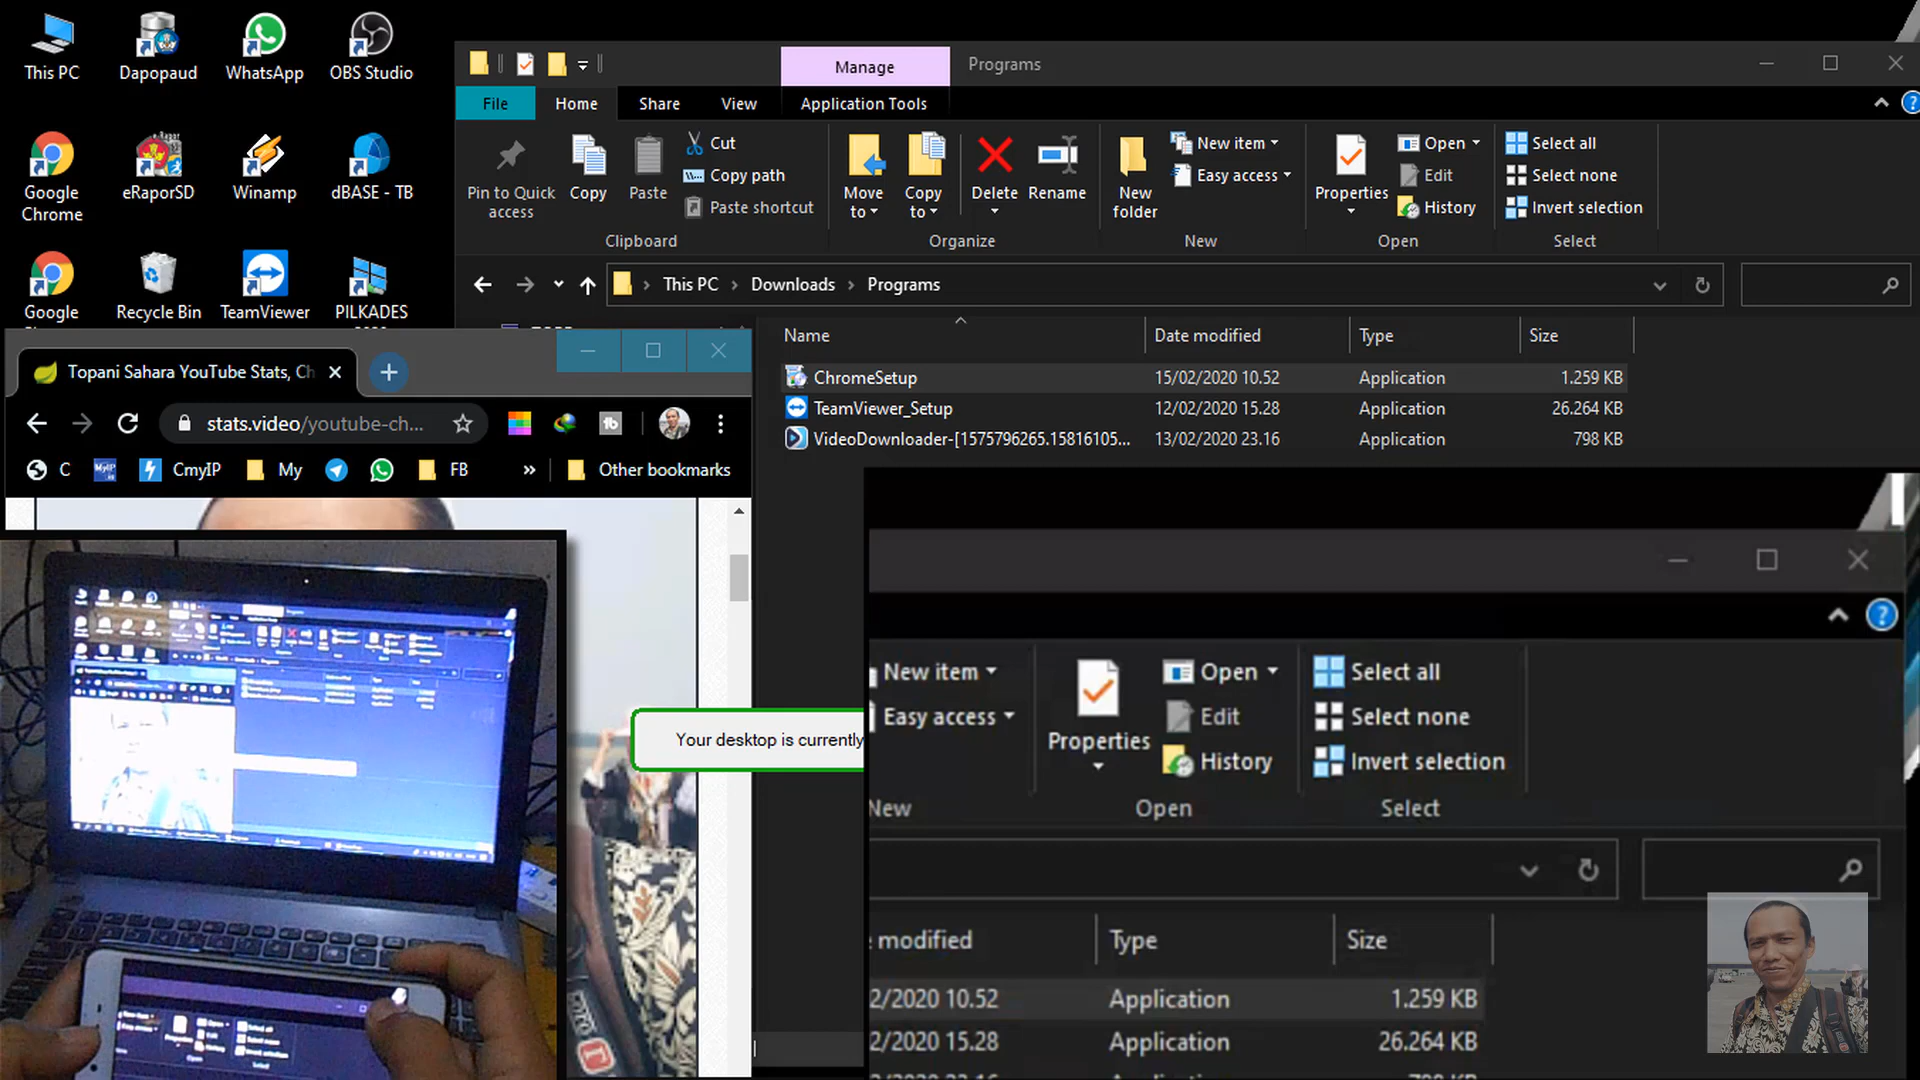 This PC
Dapopaud
WhatsApp
OBS Studio
Google Chrome
eRaporSD
Winamp
dBASE - TB
Google
Recycle Bin
TeamViewer
PILKADES
Manage
Programs
File
Home
Share
View
Application Tools
Pin to Quick access
Copy
Paste
Cut
Copy path
Paste shortcut
Clipboard
Move to
Copy to
Delete
Rename
Organize
New folder
New item
Easy access
New
Properties
Open
Edit
History
Open
Select all
Select none
Invert selection
Select
This PC > Downloads > Programs
Name
Date modified
Type
Size
ChromeSetup 15/02/2020 10.52 Application 1.259 KB
TeamViewer_Setup 12/02/2020 15.28 Application 26.264 KB
VideoDownloader-[1575796265.15816105... 13/02/2020 23.16 Application 798 KB
Topani Sahara YouTube Stats, Ch
stats.video/youtube-ch...
C
MyIP
CmyIP
My
FB
»
Other bookmarks
Your desktop is currently
New item
Easy access
New
Properties
Open
Edit
History
Open
Select all
Select none
Invert selection
Select
modified
Type
Size
2/2020 10.52 Application 1.259 KB
2/2020 15.28 Application 26.264 KB